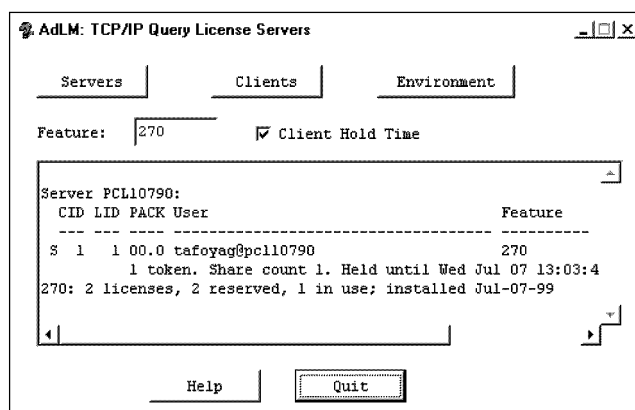 AdLM: TCP/IP Query License Servers
Servers Clients Environment
Feature: 270 Client Hold Time
Server PCL10790:
CID LID PACK User Feature
--- --- ---- ------------------------------------ ----------
S 1 1 00.0 tafoyag@pcl10790 270
1 token. Share count 1. Held until Wed Jul 07 13:03:4
270: 2 licenses, 2 reserved, 1 in use; installed Jul-07-99
Help Quit